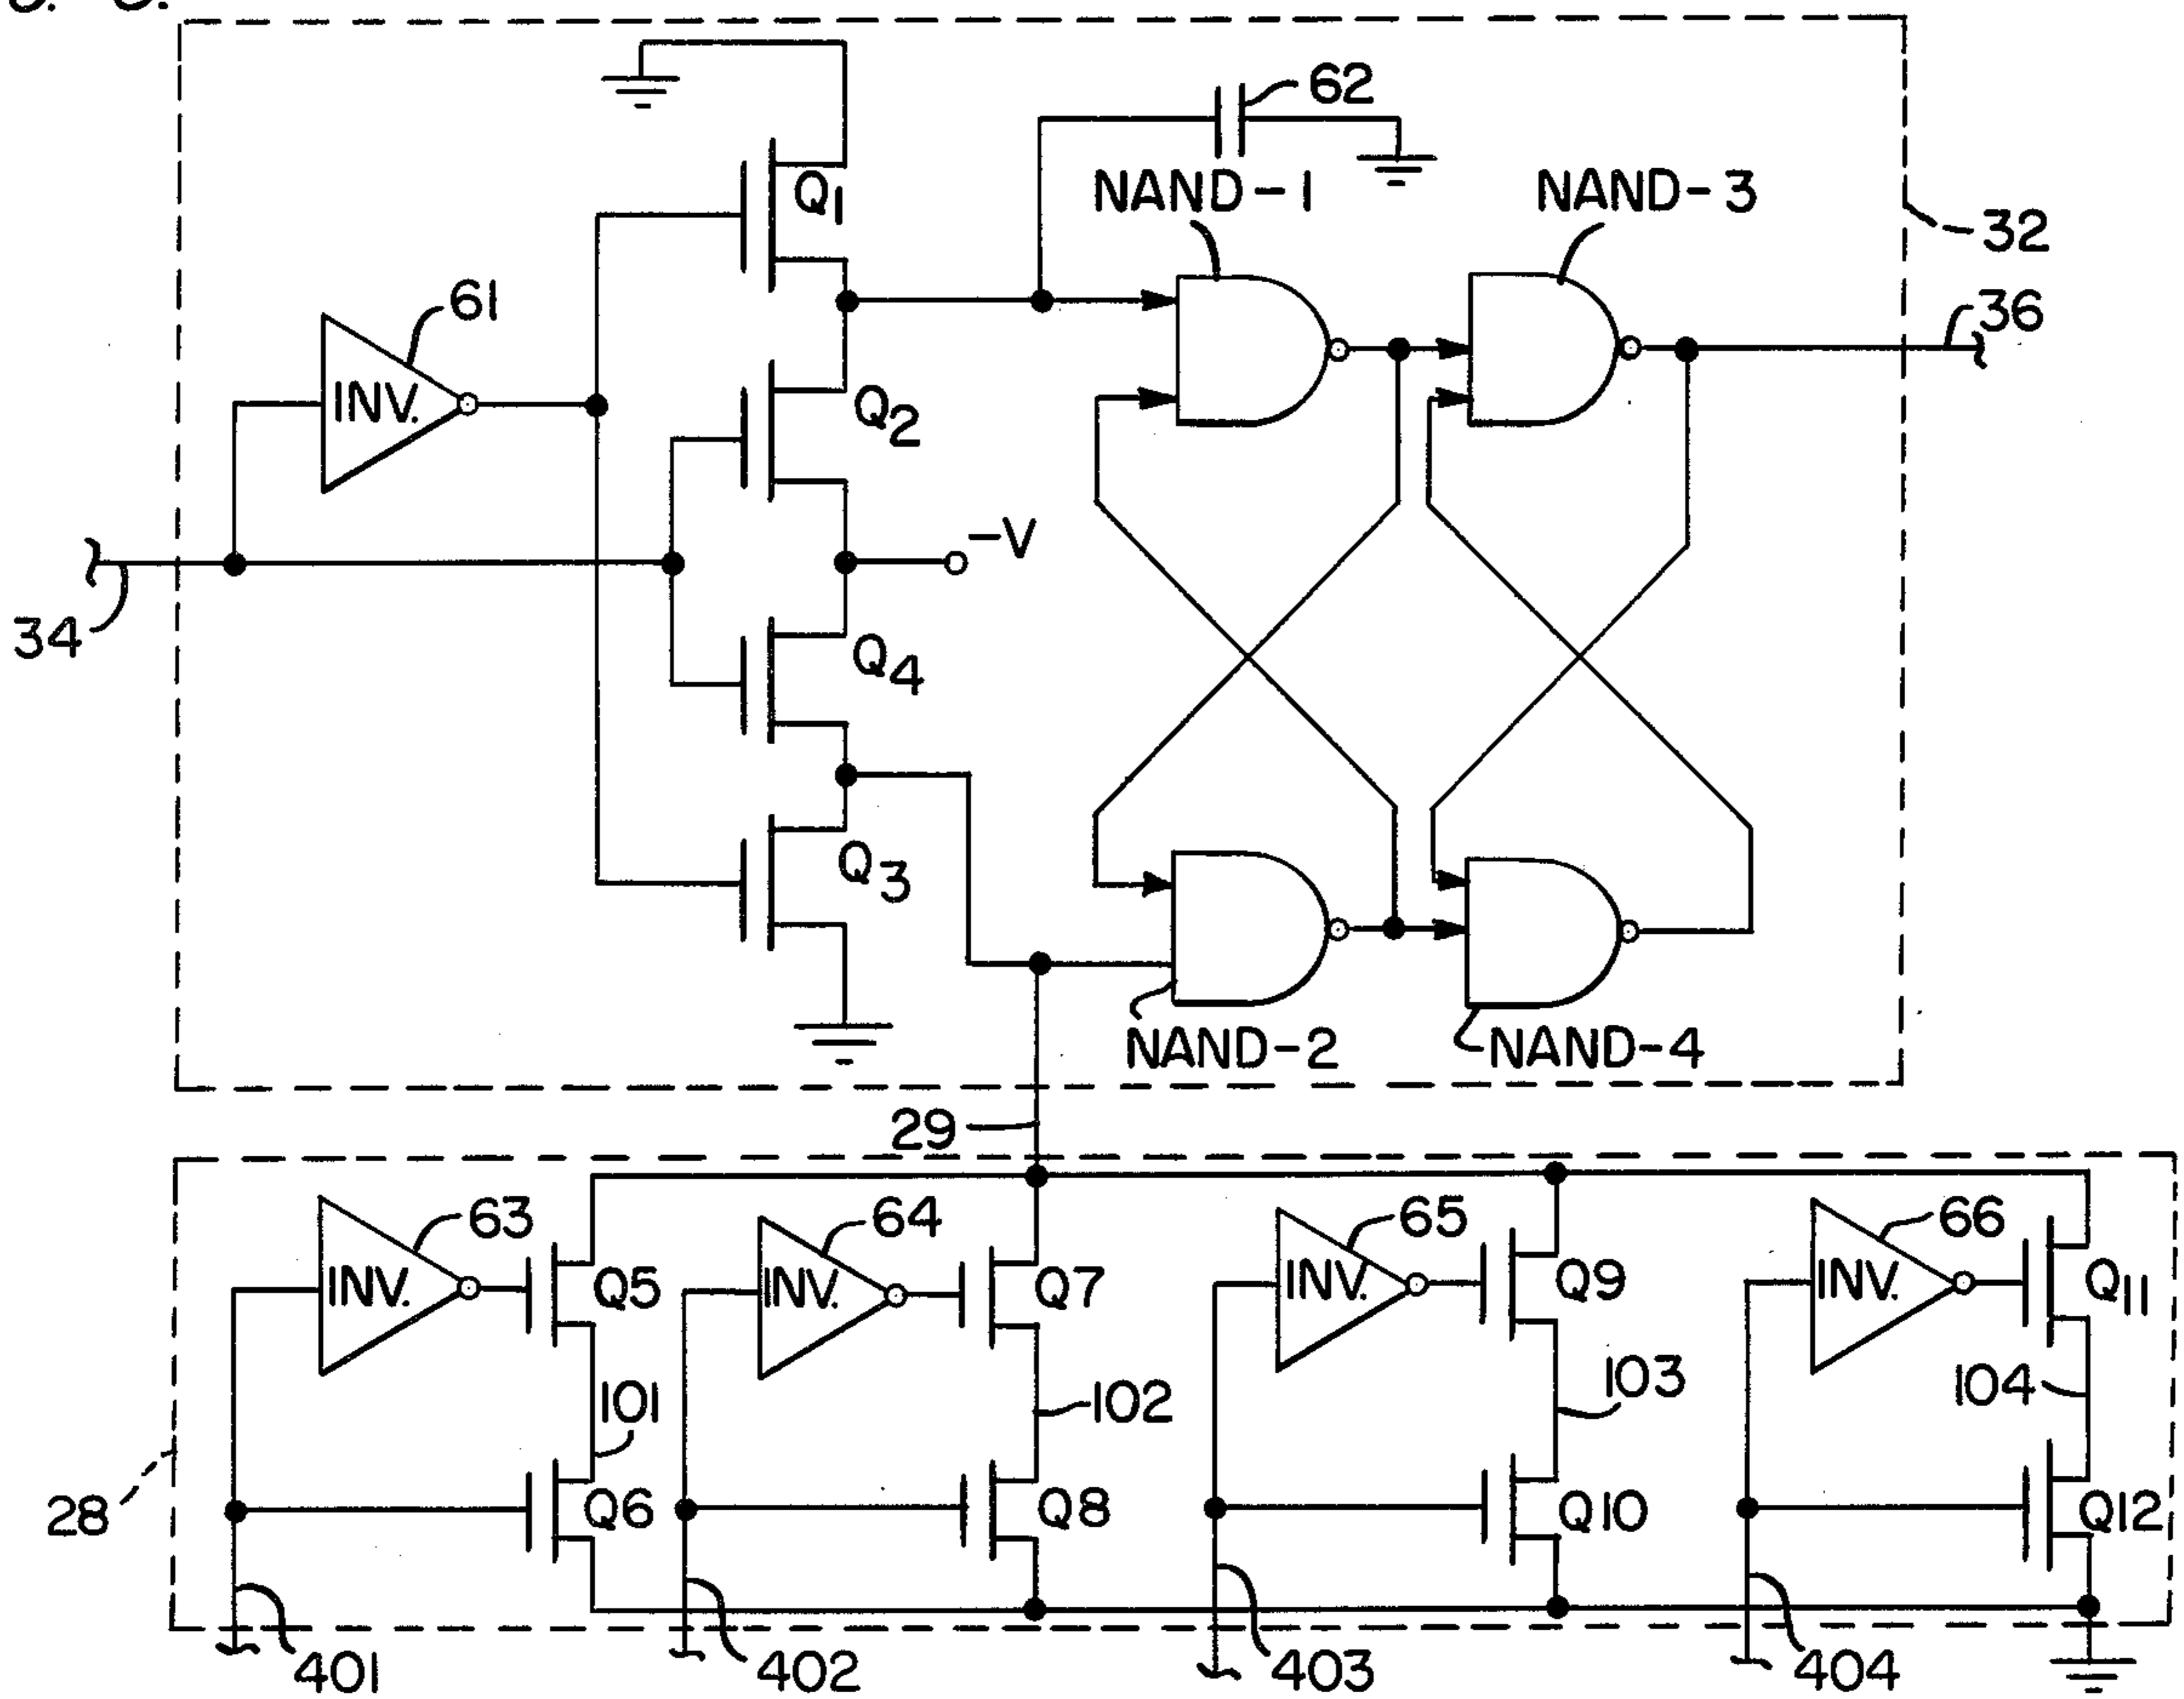 62
Q1
NAND-1
NAND-3
32
61
36
INV.
Q2
-V
34
Q4
Q3
NAND-2
NAND-4
29
63
64
65
66
INV.
Q5
INV.
Q7
INV.
Q9
INV.
Q11
101
102
103
104
28
Q6
Q8
Q10
Q12
401
402
403
404